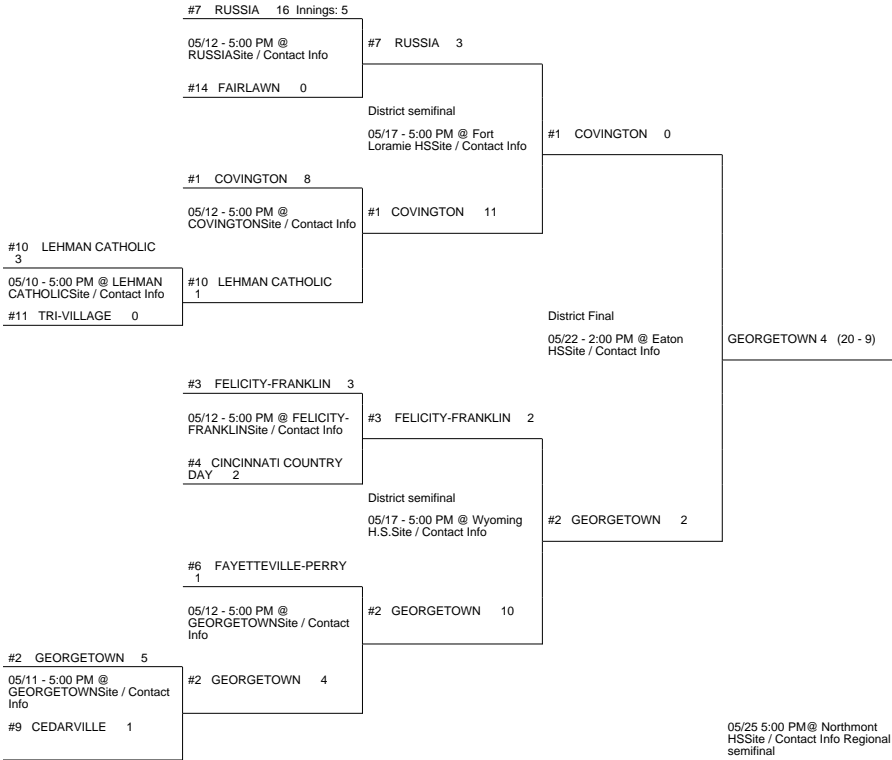 #7 RUSSIA 16 Innings: 5
05/12 - 5:00 PM @
RUSSIASite / Contact Info
#14 FAIRLAWN 0
#7 RUSSIA 3
District semifinal
05/17 - 5:00 PM @ Fort
Loramie HSSite / Contact Info
#1 COVINGTON 0
#1 COVINGTON 8
05/12 - 5:00 PM @
COVINGTONSite / Contact Info
#1 COVINGTON 11
#10 LEHMAN CATHOLIC
3
05/10 - 5:00 PM @ LEHMAN
CATHOLICSite / Contact Info
#11 TRI-VILLAGE 0
#10 LEHMAN CATHOLIC
1
District Final
05/22 - 2:00 PM @ Eaton
HSSite / Contact Info
GEORGETOWN 4 (20 - 9)
#3 FELICITY-FRANKLIN 3
05/12 - 5:00 PM @ FELICITY-
FRANKLINSite / Contact Info
#4 CINCINNATI COUNTRY
DAY 2
#3 FELICITY-FRANKLIN 2
District semifinal
05/17 - 5:00 PM @ Wyoming
H.S.Site / Contact Info
#2 GEORGETOWN 2
#6 FAYETTEVILLE-PERRY
1
05/12 - 5:00 PM @
GEORGETOWNSite / Contact
Info
#2 GEORGETOWN 10
#2 GEORGETOWN 5
05/11 - 5:00 PM @
GEORGETOWNSite / Contact
Info
#9 CEDARVILLE 1
#2 GEORGETOWN 4
05/25 5:00 PM@ Northmont
HSSite / Contact Info Regional
semifinal